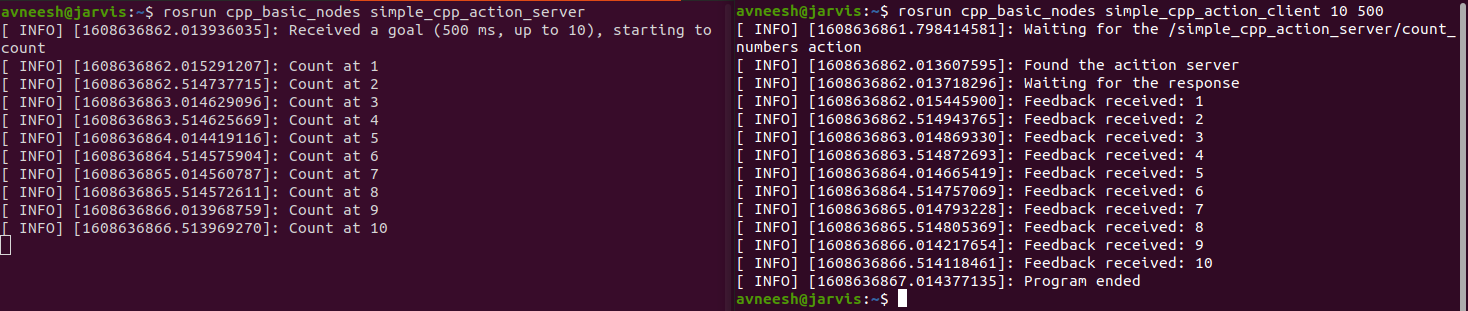 avneesh@jarvis:~$ rosrun cpp_basic_nodes simple_cpp_action_server
[ INFO] [1608636862.013936035]: Received a goal (500 ms, up to 10), starting to
count
[ INFO] [1608636862.015291207]: Count at 1
[ INFO] [1608636862.514737715]: Count at 2
[ INFO] [1608636863.014629096]: Count at 3
[ INFO] [1608636863.514625669]: Count at 4
[ INFO] [1608636864.014419116]: Count at 5
[ INFO] [1608636864.514575904]: Count at 6
[ INFO] [1608636865.014560787]: Count at 7
[ INFO] [1608636865.514572611]: Count at 8
[ INFO] [1608636866.013968759]: Count at 9
[ INFO] [1608636866.513969270]: Count at 10
avneesh@jarvis:~$ rosrun cpp_basic_nodes simple_cpp_action_client 10 500
[ INFO] [1608636861.798414581]: Waiting for the /simple_cpp_action_server/count_
numbers action
[ INFO] [1608636862.013607595]: Found the acition server
[ INFO] [1608636862.013718296]: Waiting for the response
[ INFO] [1608636862.015445900]: Feedback received: 1
[ INFO] [1608636862.514943765]: Feedback received: 2
[ INFO] [1608636863.014869330]: Feedback received: 3
[ INFO] [1608636863.514872693]: Feedback received: 4
[ INFO] [1608636864.014665419]: Feedback received: 5
[ INFO] [1608636864.514757069]: Feedback received: 6
[ INFO] [1608636865.014793228]: Feedback received: 7
[ INFO] [1608636865.514805369]: Feedback received: 8
[ INFO] [1608636866.014217654]: Feedback received: 9
[ INFO] [1608636866.514118461]: Feedback received: 10
[ INFO] [1608636867.014377135]: Program ended
avneesh@jarvis:~$